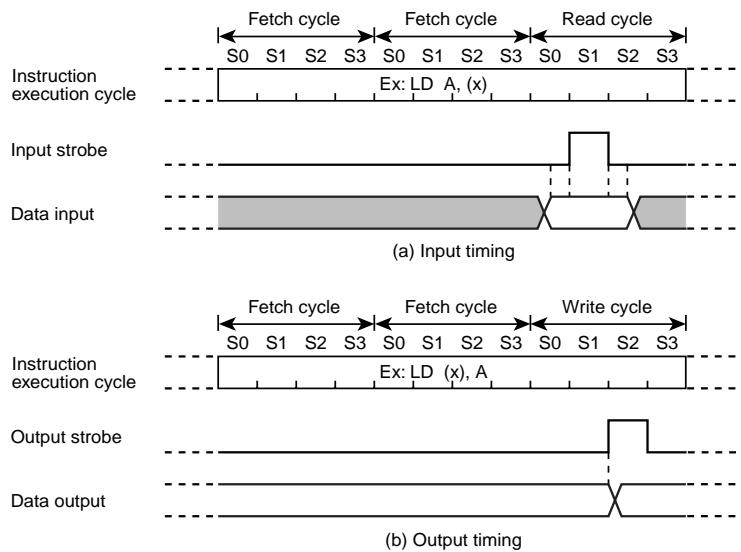 Fetch cycle Fetch cycle Read cycle
S0 S1 S2 S3 S0 S1 S2 S3 S0 S1 S2 S3
Instruction
execution cycle
Ex: LD A, (x)
Input strobe
Data input
(a) Input timing
Fetch cycle Fetch cycle Write cycle
S0 S1 S2 S3 S0 S1 S2 S3 S0 S1 S2 S3
Instruction
execution cycle
Ex: LD (x), A
Output strobe
Data output
(b) Output timing